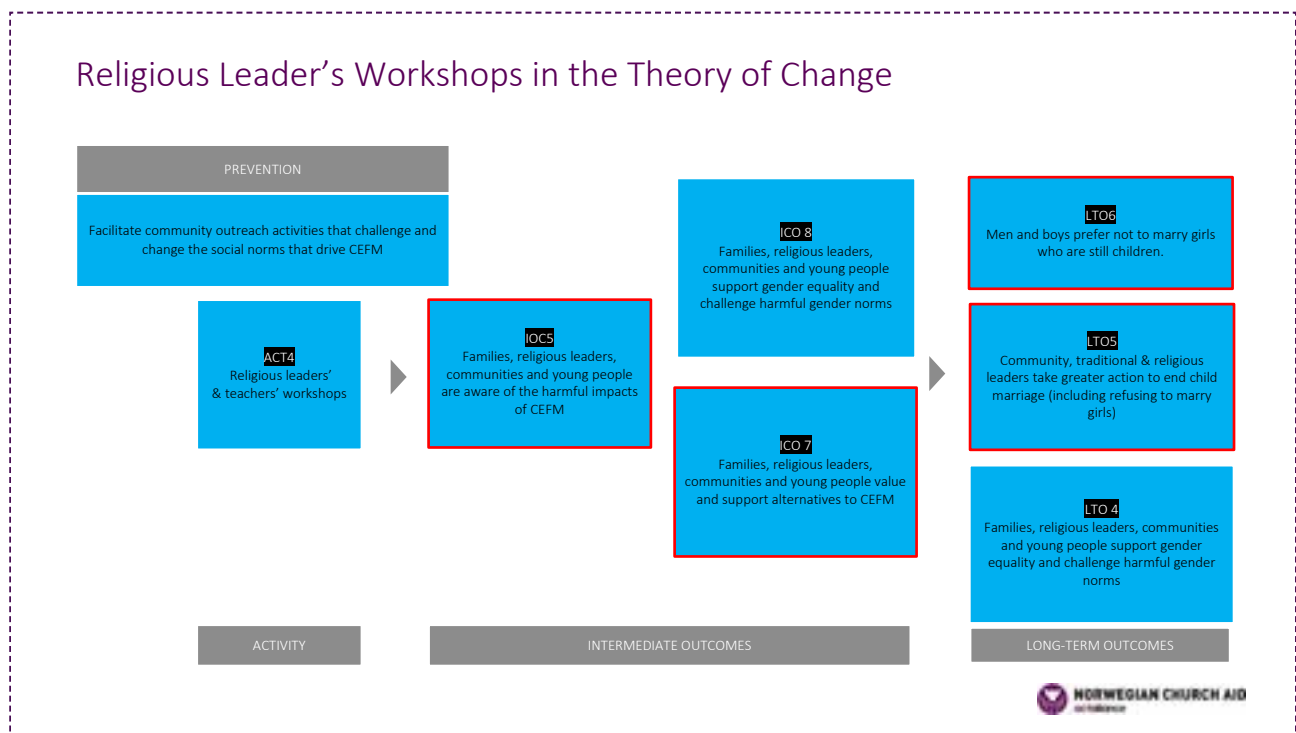 Religious Leader's Workshops in the Theory of Change
PREVENTION
Facilitate community outreach activities that challenge and
change the social norms that drive CEFM
ACT4
Religious leaders'
& teachers' workshops
IOC5
Families, religious leaders,
communities and young people
are aware of the harmful impacts
of CEFM
ICO 8
Families, religious leaders,
communities and young people
support gender equality and
challenge harmful gender norms
ICO 7
Families, religious leaders,
communities and young people value
and support alternatives to CEFM
LTO6
Men and boys prefer not to marry girls
who are still children.
LTO5
Community, traditional & religious
leaders take greater action to end child
marriage (including refusing to marry
girls)
LTO 4
Families, religious leaders, communities
and young people support gender
equality and challenge harmful gender
norms
ACTIVITY
INTERMEDIATE OUTCOMES
LONG-TERM OUTCOMES
NORWEGIAN CHURCH AID
actalliance